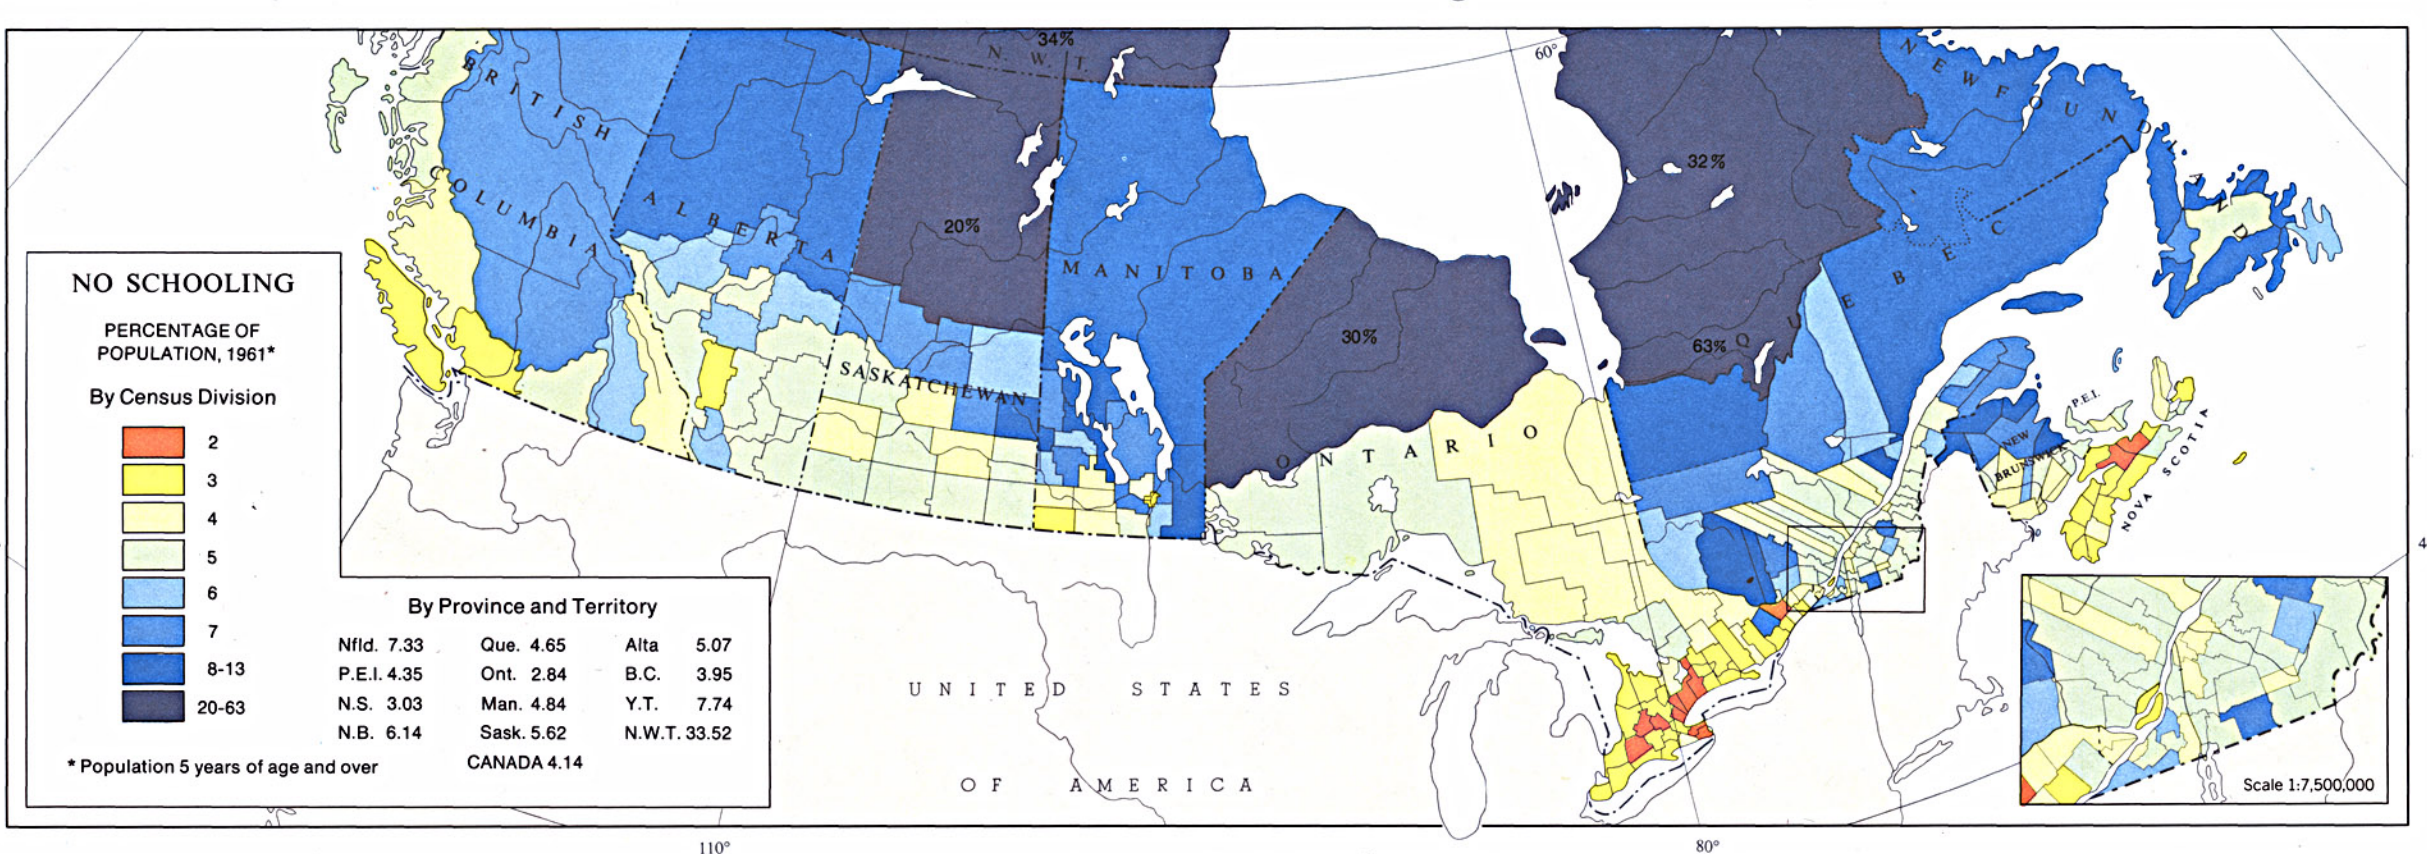 34%
N. W. T.
60°
BRITISH
COLUMBIA
ALBERTA
20%
MANITOBA
SASKATCHEWAN
30%
ONTARIO
32%
63%
QUEBEC
NEWFOUNDLAND
P.E.I.
NEW
BRUNSWICK
NOVA SCOTIA
NO SCHOOLING
PERCENTAGE OF
POPULATION, 1961*
By Census Division
2
3
4
5
6
7
8-13
20-63
* Population 5 years of age and over
By Province and Territory
Nfld. 7.33 Que. 4.65 Alta 5.07
P.E.I. 4.35 Ont. 2.84 B.C. 3.95
N.S. 3.03 Man. 4.84 Y.T. 7.74
N.B. 6.14 Sask. 5.62 N.W.T. 33.52
CANADA 4.14
UNITED STATES
OF AMERICA
Scale 1:7,500,000
110°
80°
4